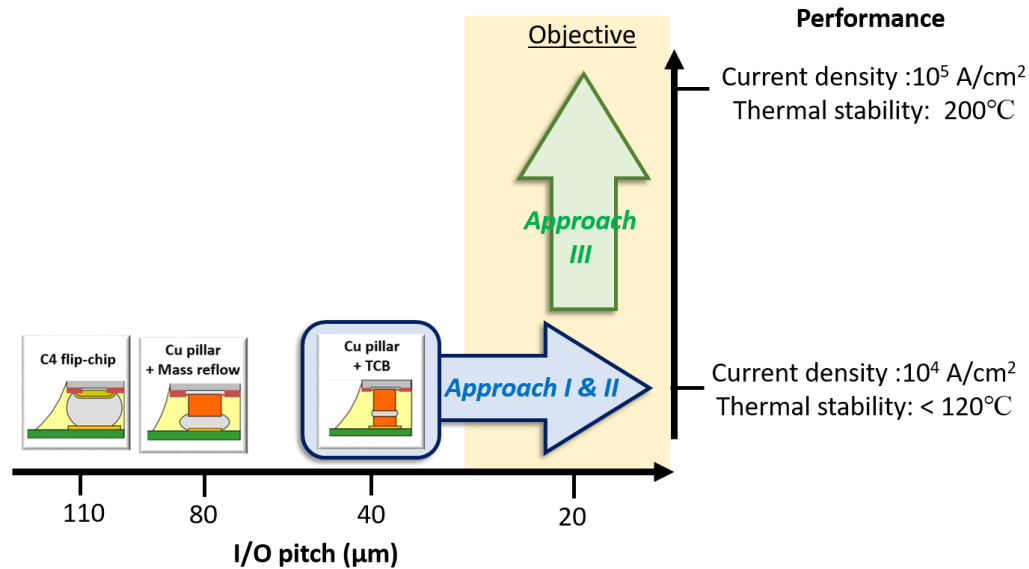 Performance
Objective
Current density :10⁵ A/cm²
Thermal stability: 200℃
Approach
III
C4 flip-chip
Cu pillar
+ Mass reflow
Cu pillar
+ TCB
Approach I & II
Current density :10⁴ A/cm²
Thermal stability: < 120℃
110
80
40
20
I/O pitch (μm)